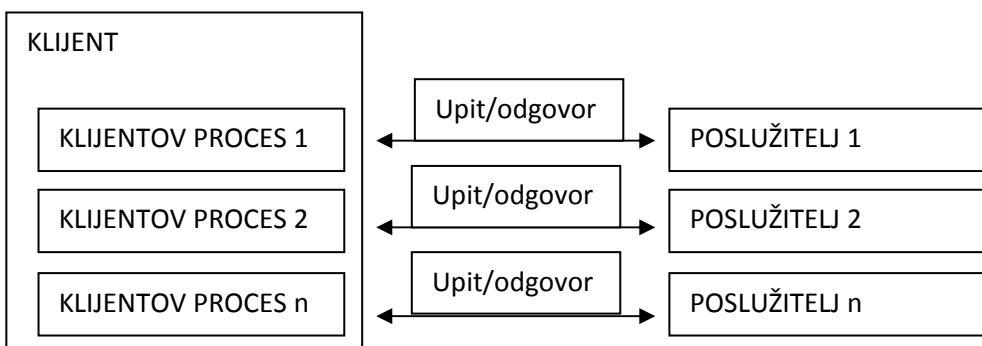 KLIJENT
KLIJENTOV PROCES 1
Upit/odgovor
POSLUŽITELJ 1
KLIJENTOV PROCES 2
Upit/odgovor
POSLUŽITELJ 2
KLIJENTOV PROCES n
Upit/odgovor
POSLUŽITELJ n